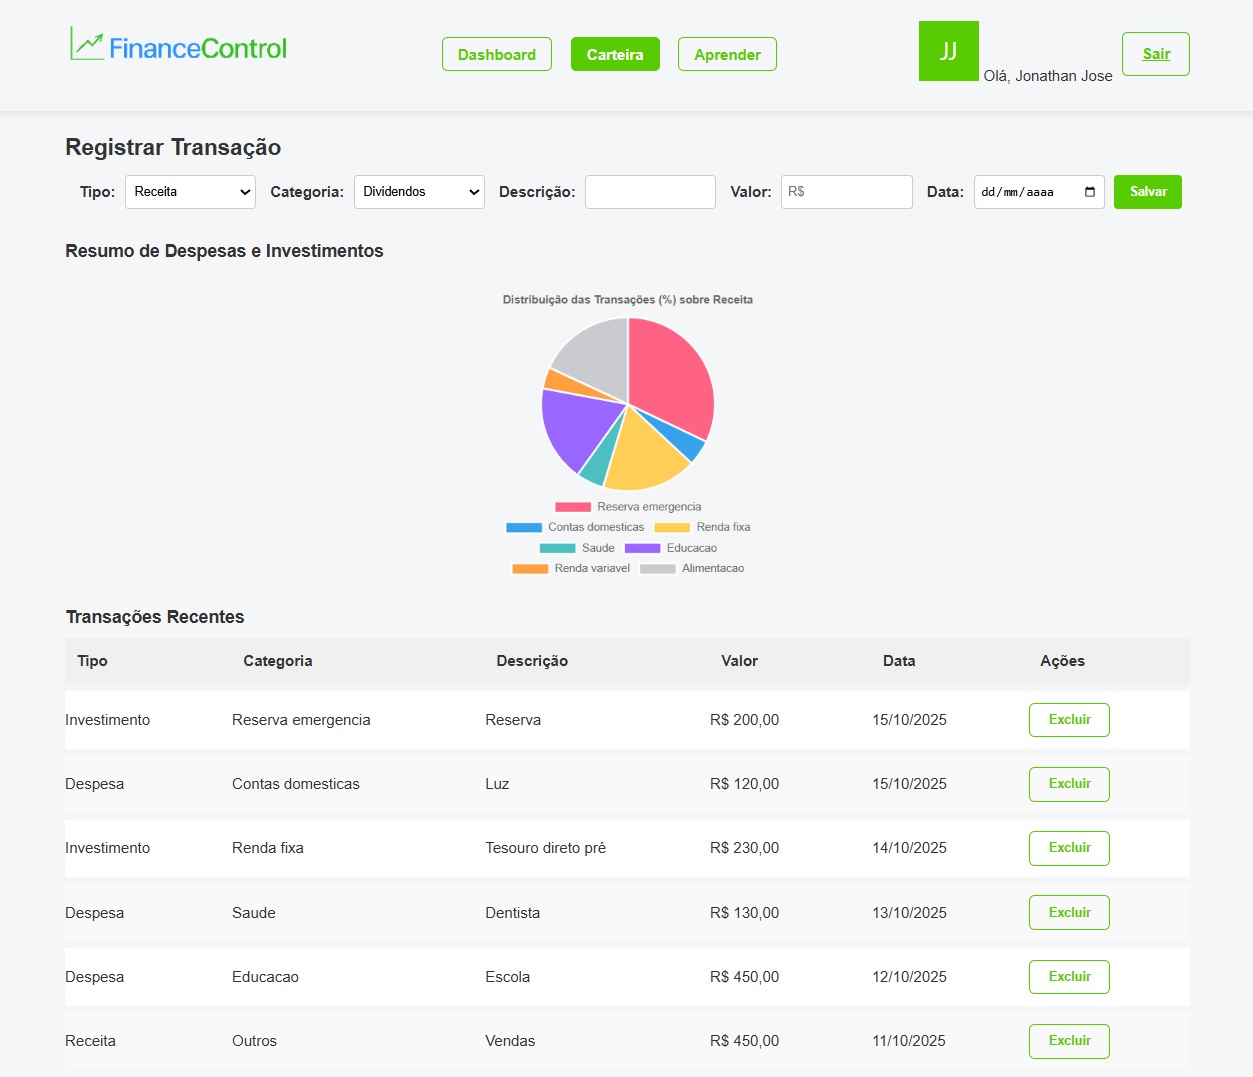 FinanceControl
Dashboard Carteira Aprender
JJ Olá, Jonathan Jose Sair
Registrar Transação
Tipo: Receita Categoria: Dividendos Descrição: Valor: R$ Data: dd/mm/aaaa Salvar
Resumo de Despesas e Investimentos
Distribuição das Transações (%) sobre Receita
Reserva emergencia
Contas domesticas Renda fixa
Saude Educacao
Renda variavel Alimentacao
Transações Recentes
Tipo Categoria Descrição Valor Data Ações
Investimento Reserva emergencia Reserva R$ 200,00 15/10/2025 Excluir
Despesa Contas domesticas Luz R$ 120,00 15/10/2025 Excluir
Investimento Renda fixa Tesouro direto pré R$ 230,00 14/10/2025 Excluir
Despesa Saude Dentista R$ 130,00 13/10/2025 Excluir
Despesa Educacao Escola R$ 450,00 12/10/2025 Excluir
Receita Outros Vendas R$ 450,00 11/10/2025 Excluir